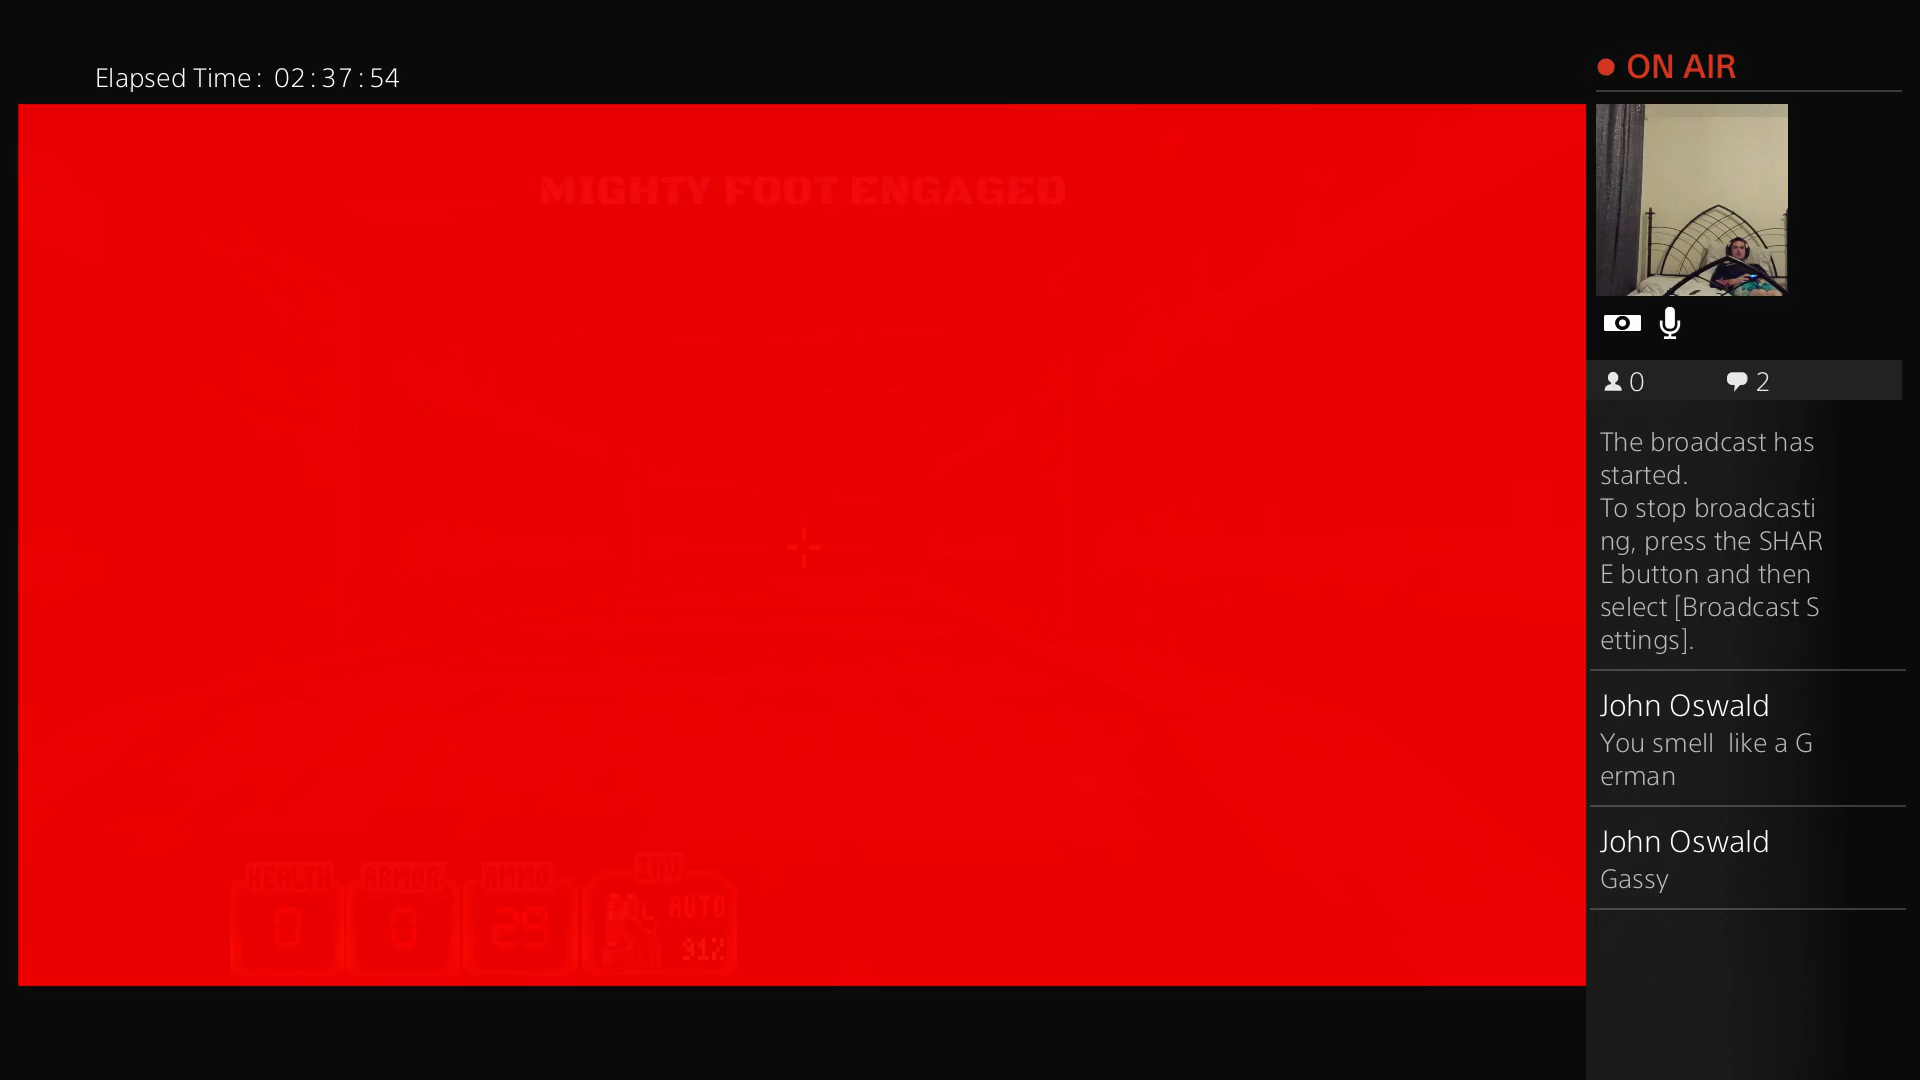 Elapsed Time: 02:37:54
ON AIR
MIGHTY FOOT ENGAGED
0 2
The broadcast has
started.
To stop broadcasti
ng, press the SHAR
E button and then
select [Broadcast S
ettings].
John Oswald
You smell like a G
erman
John Oswald
Gassy
HEALTH ARMOR AMMO INV
0 0 29 AUTO
31%